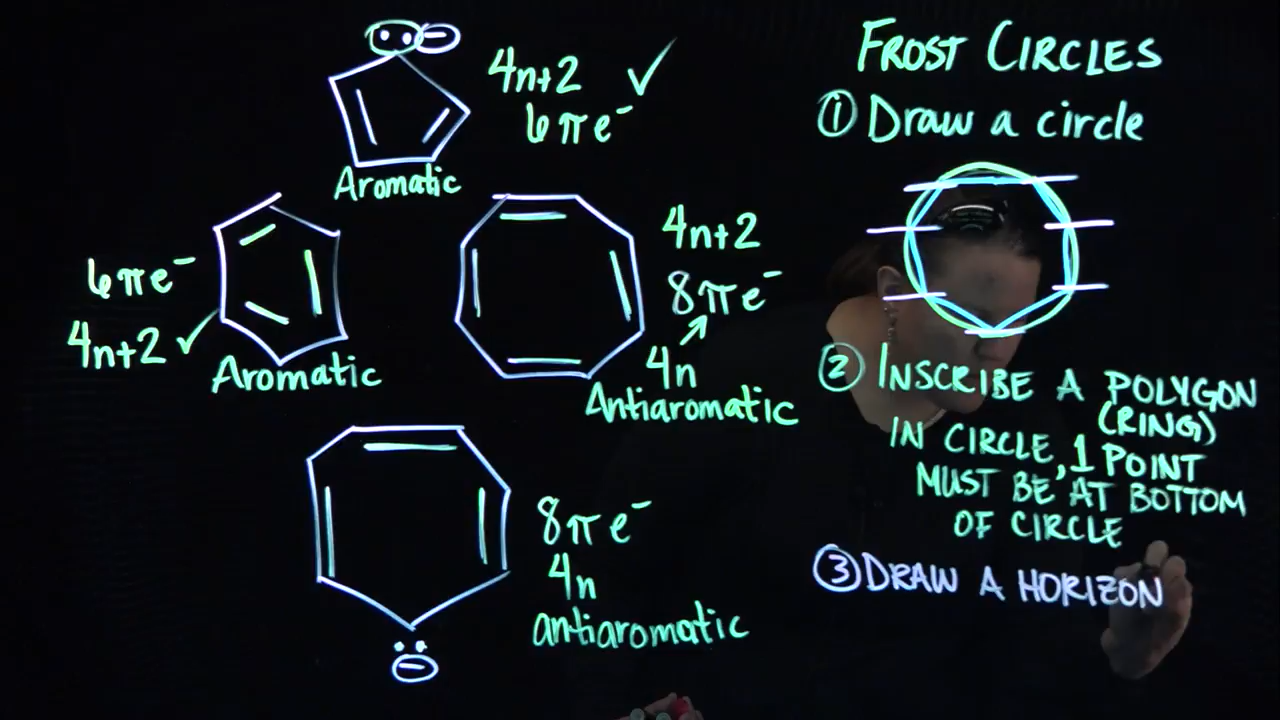 4n+2 ✓
6πe⁻
Aromatic
6πe⁻
4n+2 ✓
Aromatic
4n+2
8πe⁻
4n
Antiaromatic
8πe⁻
4n
antiaromatic
FROST CIRCLES
① Draw a circle
② INSCRIBE A POLYGON
(RING)
IN CIRCLE, 1 POINT
MUST BE AT BOTTOM
OF CIRCLE
③ DRAW A HORIZON